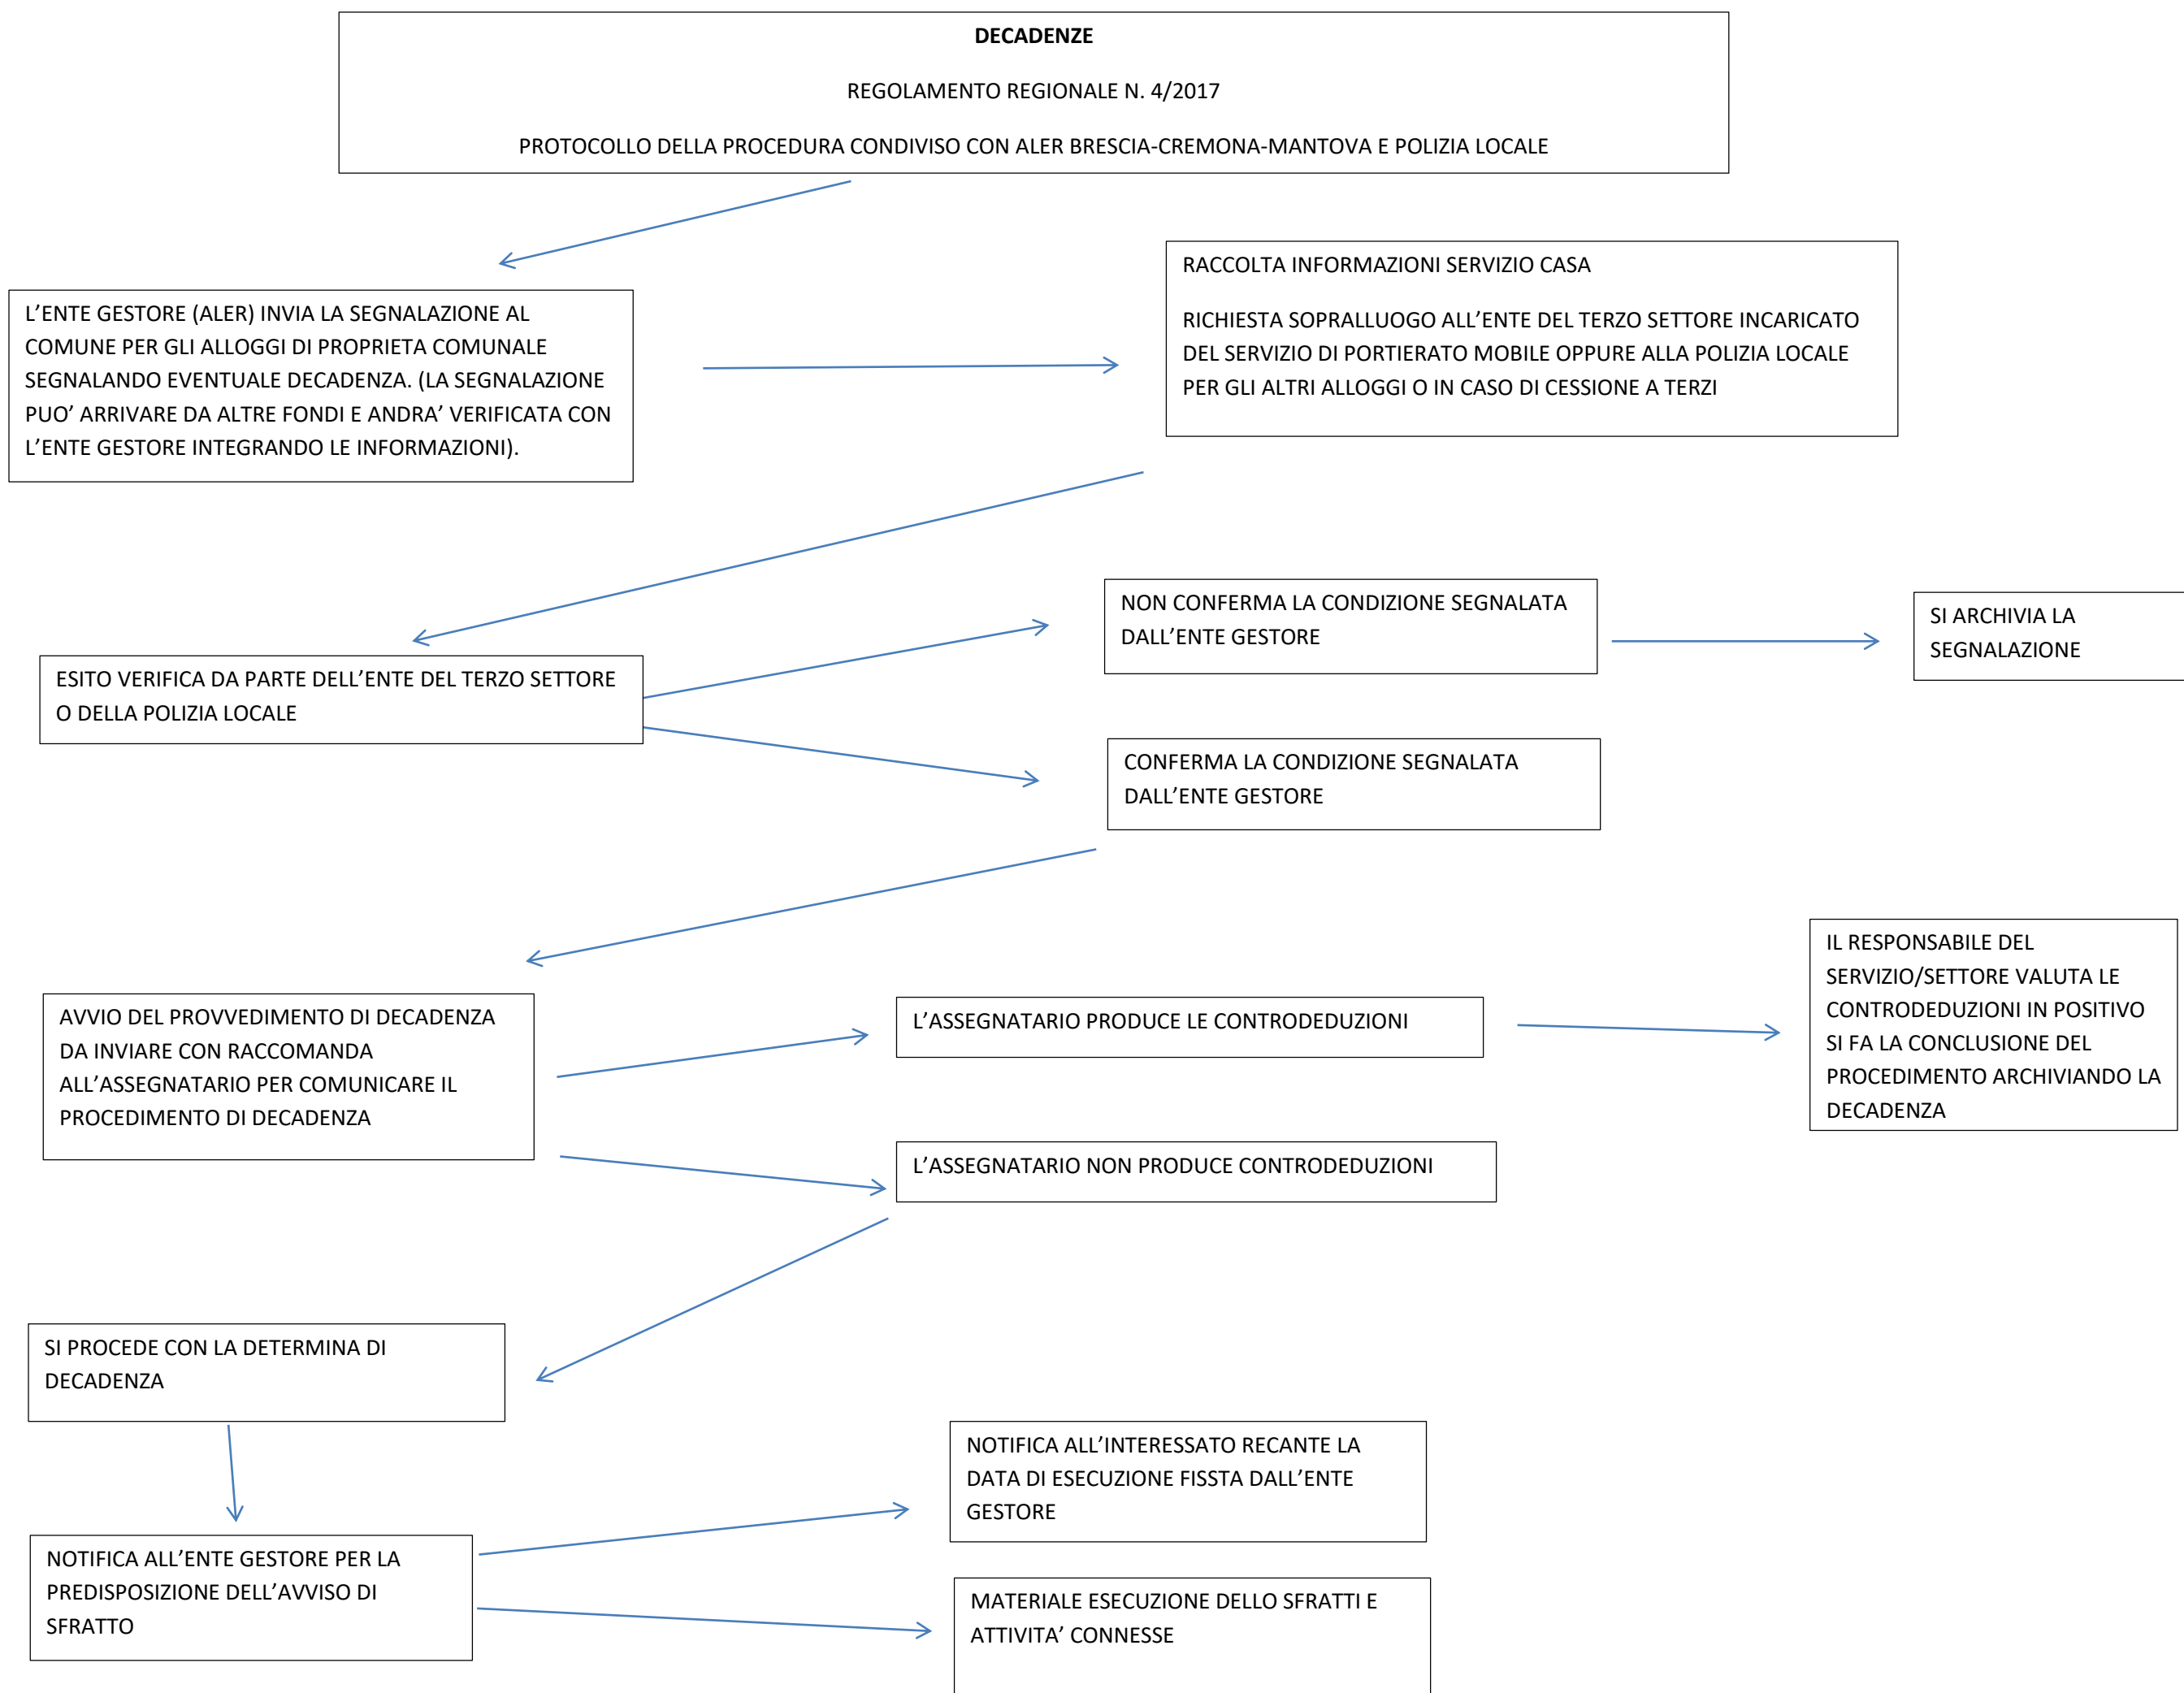 DECADENZE
REGOLAMENTO REGIONALE N. 4/2017
PROTOCOLLO DELLA PROCEDURA CONDIVISO CON ALER BRESCIA-CREMONA-MANTOVA E POLIZIA LOCALE
L’ENTE GESTORE (ALER) INVIA LA SEGNALAZIONE AL
COMUNE PER GLI ALLOGGI DI PROPRIETA COMUNALE
SEGNALANDO EVENTUALE DECADENZA. (LA SEGNALAZIONE
PUO’ ARRIVARE DA ALTRE FONDI E ANDRA’ VERIFICATA CON
L’ENTE GESTORE INTEGRANDO LE INFORMAZIONI).
RACCOLTA INFORMAZIONI SERVIZIO CASA
RICHIESTA SOPRALLUOGO ALL’ENTE DEL TERZO SETTORE INCARICATO
DEL SERVIZIO DI PORTIERATO MOBILE OPPURE ALLA POLIZIA LOCALE
PER GLI ALTRI ALLOGGI O IN CASO DI CESSIONE A TERZI
ESITO VERIFICA DA PARTE DELL’ENTE DEL TERZO SETTORE
O DELLA POLIZIA LOCALE
NON CONFERMA LA CONDIZIONE SEGNALATA
DALL’ENTE GESTORE
SI ARCHIVIA LA
SEGNALAZIONE
CONFERMA LA CONDIZIONE SEGNALATA
DALL’ENTE GESTORE
AVVIO DEL PROVVEDIMENTO DI DECADENZA
DA INVIARE CON RACCOMANDA
ALL’ASSEGNATARIO PER COMUNICARE IL
PROCEDIMENTO DI DECADENZA
L’ASSEGNATARIO PRODUCE LE CONTRODEDUZIONI
IL RESPONSABILE DEL
SERVIZIO/SETTORE VALUTA LE
CONTRODEDUZIONI IN POSITIVO
SI FA LA CONCLUSIONE DEL
PROCEDIMENTO ARCHIVIANDO LA
DECADENZA
L’ASSEGNATARIO NON PRODUCE CONTRODEDUZIONI
SI PROCEDE CON LA DETERMINA DI
DECADENZA
NOTIFICA ALL’ENTE GESTORE PER LA
PREDISPOSIZIONE DELL’AVVISO DI
SFRATTO
NOTIFICA ALL’INTERESSATO RECANTE LA
DATA DI ESECUZIONE FISSTA DALL’ENTE
GESTORE
MATERIALE ESECUZIONE DELLO SFRATTI E
ATTIVITA’ CONNESSE